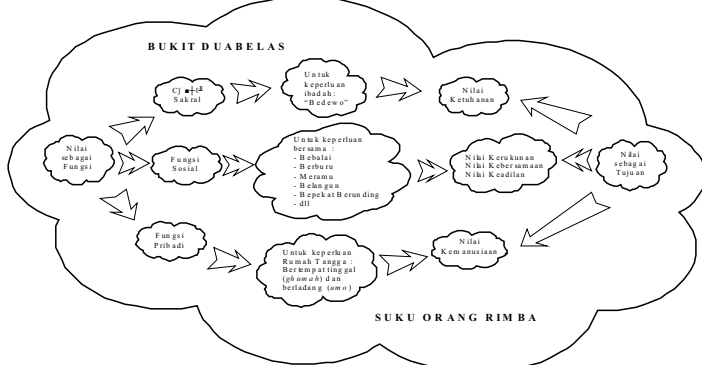 BUKIT DUABELAS
Sakral
Untuk
keperluan
ibadah:
"Bedewo"
Nilai
Ketuhanan
Nilai
sebagai
Fungsi
Fungsi
Sosial
Untuk keperluan
bersama :
- Bebalai
- Berburu
- Meramu
- Belangun
- Bepekat Berunding
- dll
Nilai Kerukunan
Nilai Kebersamaan
Nilai Keadilan
Nilai
sebagai
Tujuan
Fungsi
Pribadi
Untuk keperluan
Rumah Tangga :
Bertempat tinggal
(ghumah) dan
berladang (umo)
Nilai
Kemanusiaan
SUKU ORANG RIMBA